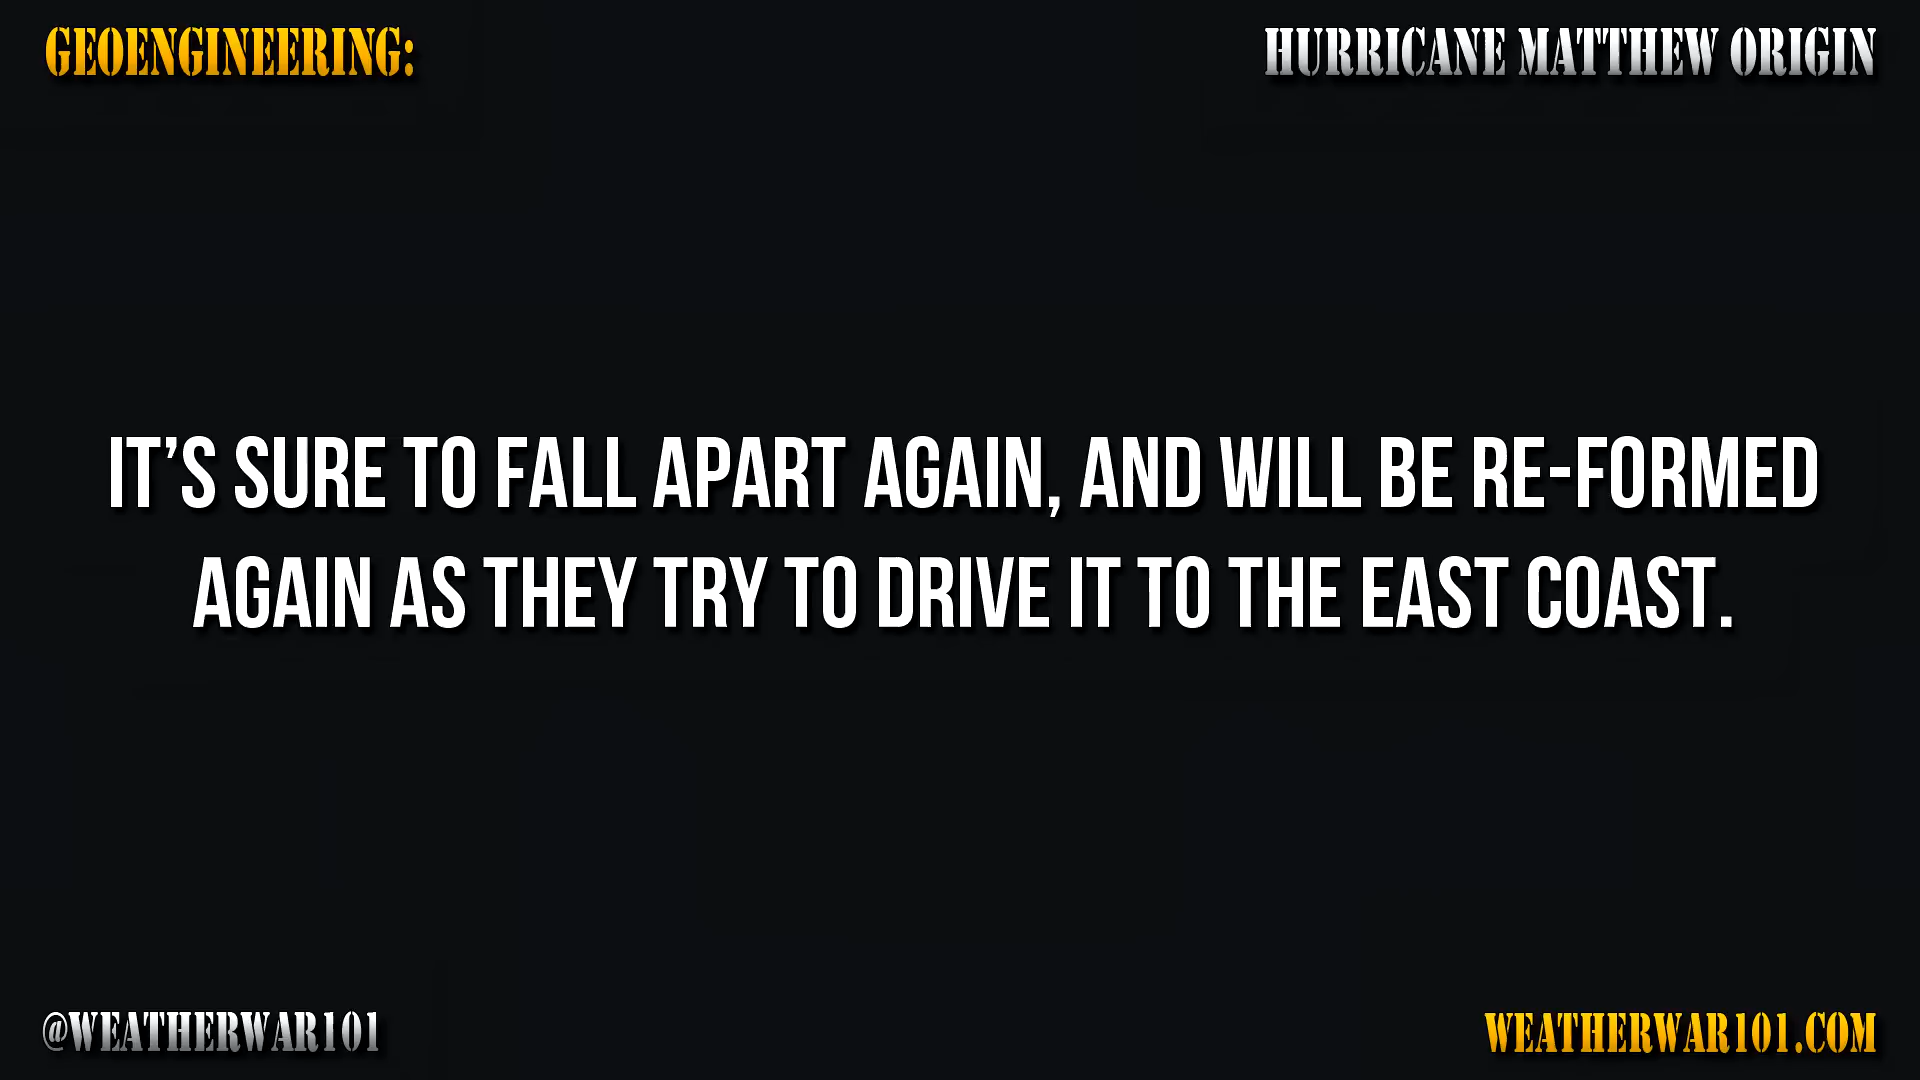 GEOENGINEERING:
HURRICANE MATTHEW ORIGIN
IT’S SURE TO FALL APART AGAIN, AND WILL BE RE-FORMED
AGAIN AS THEY TRY TO DRIVE IT TO THE EAST COAST.
@WEATHERWAR101
WEATHERWAR101.COM